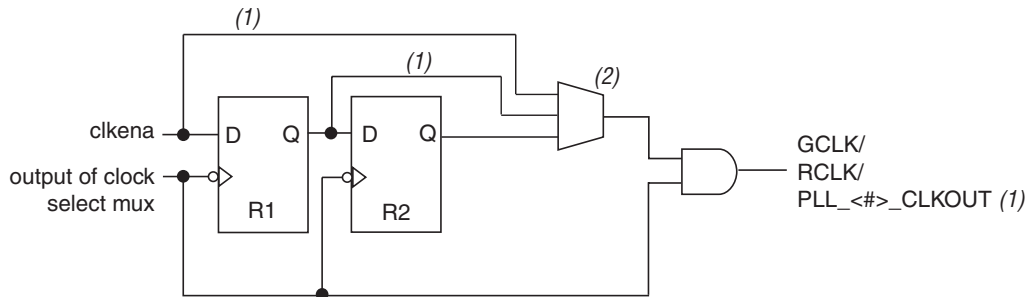 (1)
(1)
(2)
clkena
D Q
D Q
GCLK/
RCLK/
PLL_<#>_CLKOUT (1)
output of clock
select mux
R1
R2